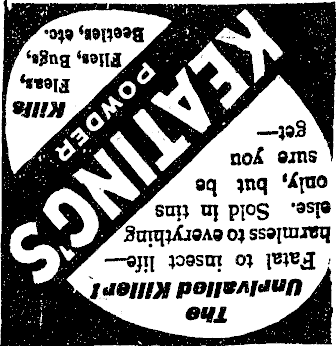 The
Unrivalled Killer!
Fatal to insect life—
harmless to everything
else. Sold in tins
only, but be
sure you
get—
KEATING'S
POWDER
Kills
Fleas,
Flies, Bugs,
Beetles, etc.